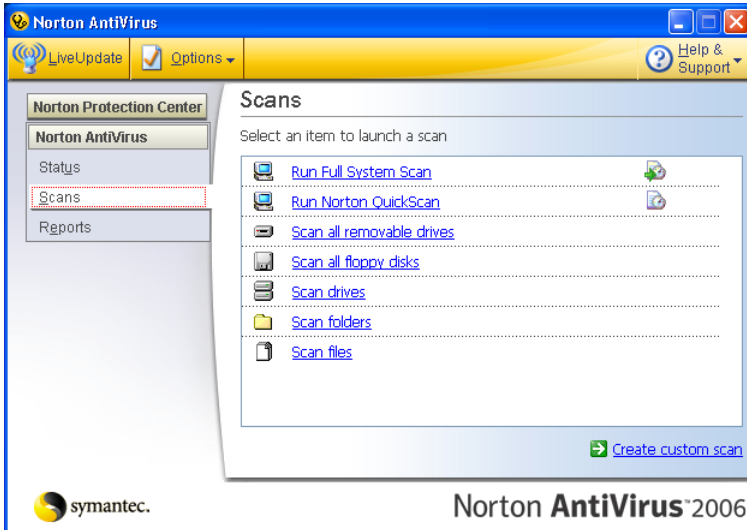 Norton AntiVirus
LiveUpdate Options Help & Support
Norton Protection Center
Norton AntiVirus
Status
Scans
Reports
Scans
Select an item to launch a scan
Run Full System Scan
Run Norton QuickScan
Scan all removable drives
Scan all floppy disks
Scan drives
Scan folders
Scan files
Create custom scan
symantec.
Norton AntiVirus™2006